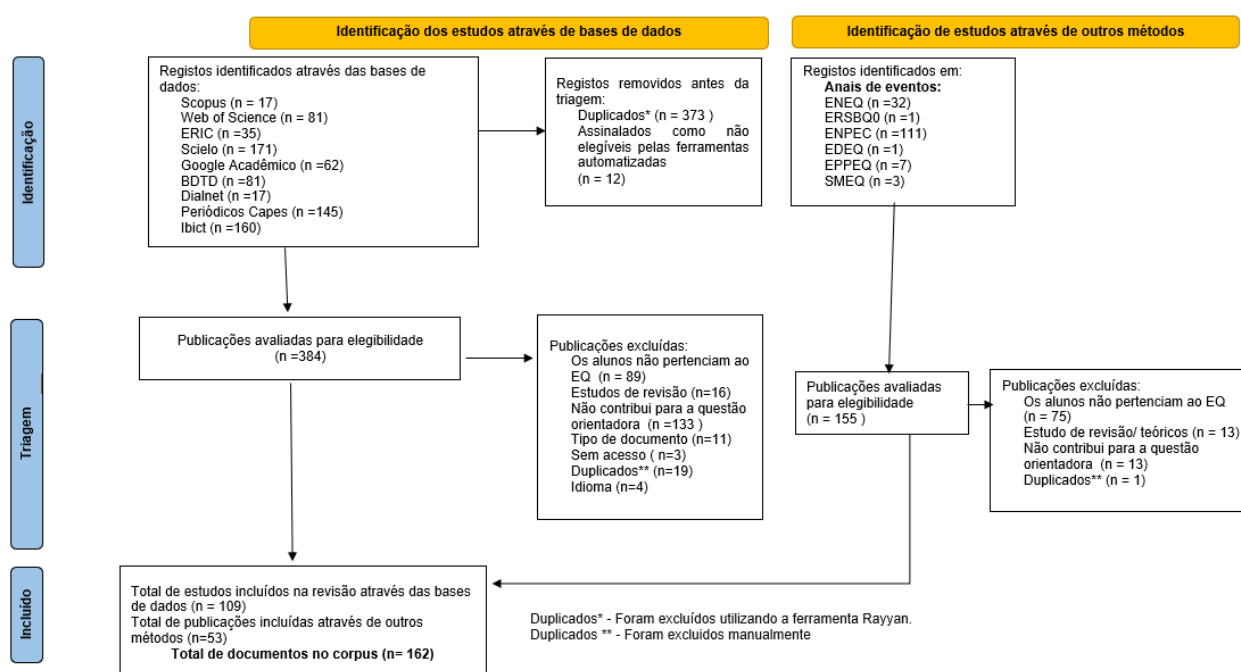 Identificação dos estudos através de bases de dados
Identificação de estudos através de outros métodos
Identificação
Registos identificados através das bases de
dados:
Scopus (n = 17)
Web of Science (n = 81)
ERIC (n =35)
Scielo (n = 171)
Google Acadêmico (n =62)
BDTD (n =81)
Dialnet (n =17)
Periódicos Capes (n =145)
Ibict (n =160)
Registos removidos antes da
triagem:
Duplicados* (n = 373 )
Assinalados como não
elegíveis pelas ferramentas
automatizadas
(n = 12)
Registos identificados em:
Anais de eventos:
ENEQ (n =32)
ERSBQ0 (n =1)
ENPEC (n =111)
EDEQ (n =1)
EPPEQ (n =7)
SMEQ (n =3)
Triagem
Publicações avaliadas para elegibilidade
(n =384)
Publicações excluídas:
Os alunos não pertenciam ao
EQ (n = 89)
Estudos de revisão (n=16)
Não contribui para a questão
orientadora (n =133 )
Tipo de documento (n=11)
Sem acesso ( n=3)
Duplicados** (n=19)
Idioma (n=4)
Publicações avaliadas
para elegibilidade
(n = 155 )
Publicações excluídas:
Os alunos não pertenciam ao EQ
(n = 75)
Estudo de revisão/ teóricos (n = 13)
Não contribui para a questão
orientadora (n = 13)
Duplicados** (n = 1)
Incluído
Total de estudos incluídos na revisão através das bases
de dados (n = 109)
Total de publicações incluídas através de outros
métodos (n=53)
Total de documentos no corpus (n= 162)
Duplicados* - Foram excluídos utilizando a ferramenta Rayyan.
Duplicados ** - Foram excluidos manualmente